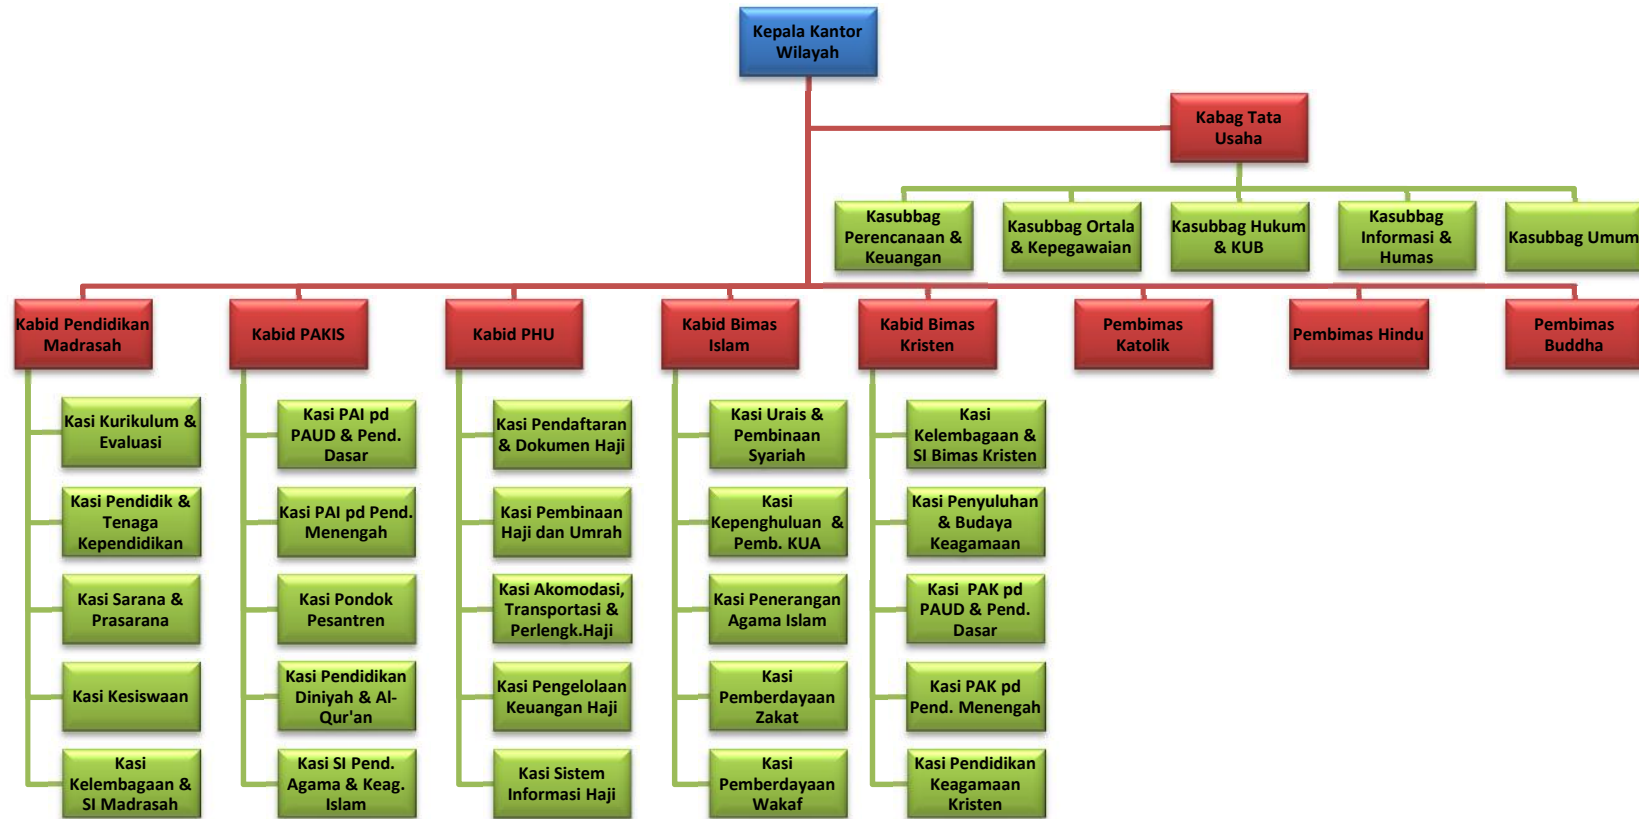 Kepala Kantor
Wilayah
Kabag Tata
Usaha
Kasubbag
Perencanaan &
Keuangan
Kasubbag Ortala
& Kepegawaian
Kasubbag Hukum
& KUB
Kasubbag
Informasi &
Humas
Kasubbag Umum
Kabid Pendidikan
Madrasah
Kabid PAKIS
Kabid PHU
Kabid Bimas
Islam
Kabid Bimas
Kristen
Pembimas
Katolik
Pembimas Hindu
Pembimas
Buddha
Kasi Kurikulum &
Evaluasi
Kasi Pendidik &
Tenaga
Kependidikan
Kasi Sarana &
Prasarana
Kasi Kesiswaan
Kasi
Kelembagaan &
SI Madrasah
Kasi PAI pd
PAUD & Pend.
Dasar
Kasi PAI pd Pend.
Menengah
Kasi Pondok
Pesantren
Kasi Pendidikan
Diniyah & Al-
Qur'an
Kasi SI Pend.
Agama & Keag.
Islam
Kasi Pendaftaran
& Dokumen Haji
Kasi Pembinaan
Haji dan Umrah
Kasi Akomodasi,
Transportasi &
Perlengk.Haji
Kasi Pengelolaan
Keuangan Haji
Kasi Sistem
Informasi Haji
Kasi Urais &
Pembinaan
Syariah
Kasi
Kepenghuluan &
Pemb. KUA
Kasi Penerangan
Agama Islam
Kasi
Pemberdayaan
Zakat
Kasi
Pemberdayaan
Wakaf
Kasi
Kelembagaan &
SI Bimas Kristen
Kasi Penyuluhan
& Budaya
Keagamaan
Kasi PAK pd
PAUD & Pend.
Dasar
Kasi PAK pd
Pend. Menengah
Kasi Pendidikan
Keagamaan
Kristen